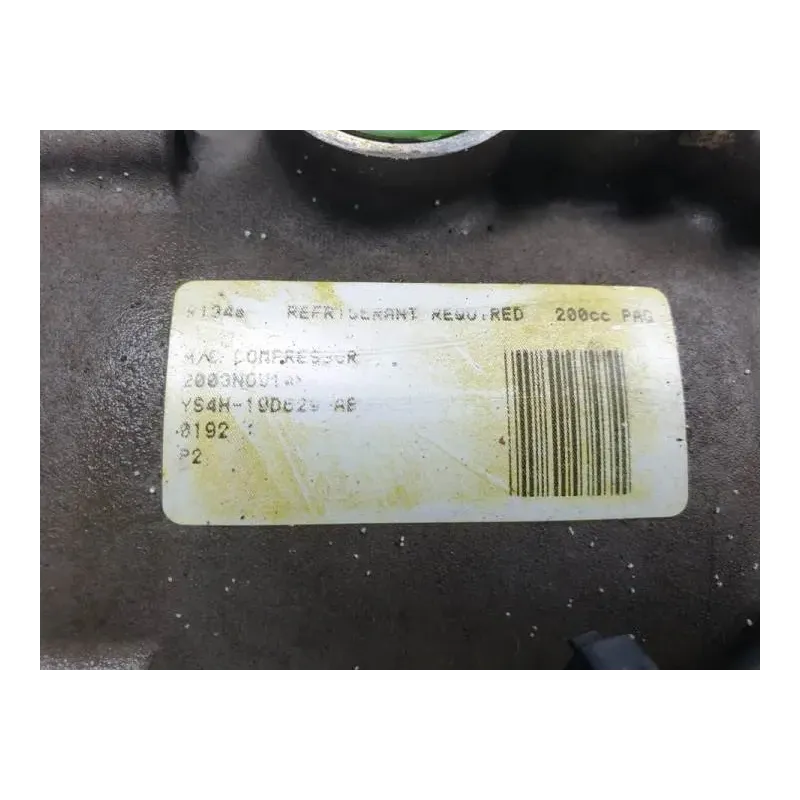 R134a REFRIGERANT REQUIRED 200cc PAG
A/C COMPRESSOR
2003NOV14
YS4H-19D629-AB
0192
P2